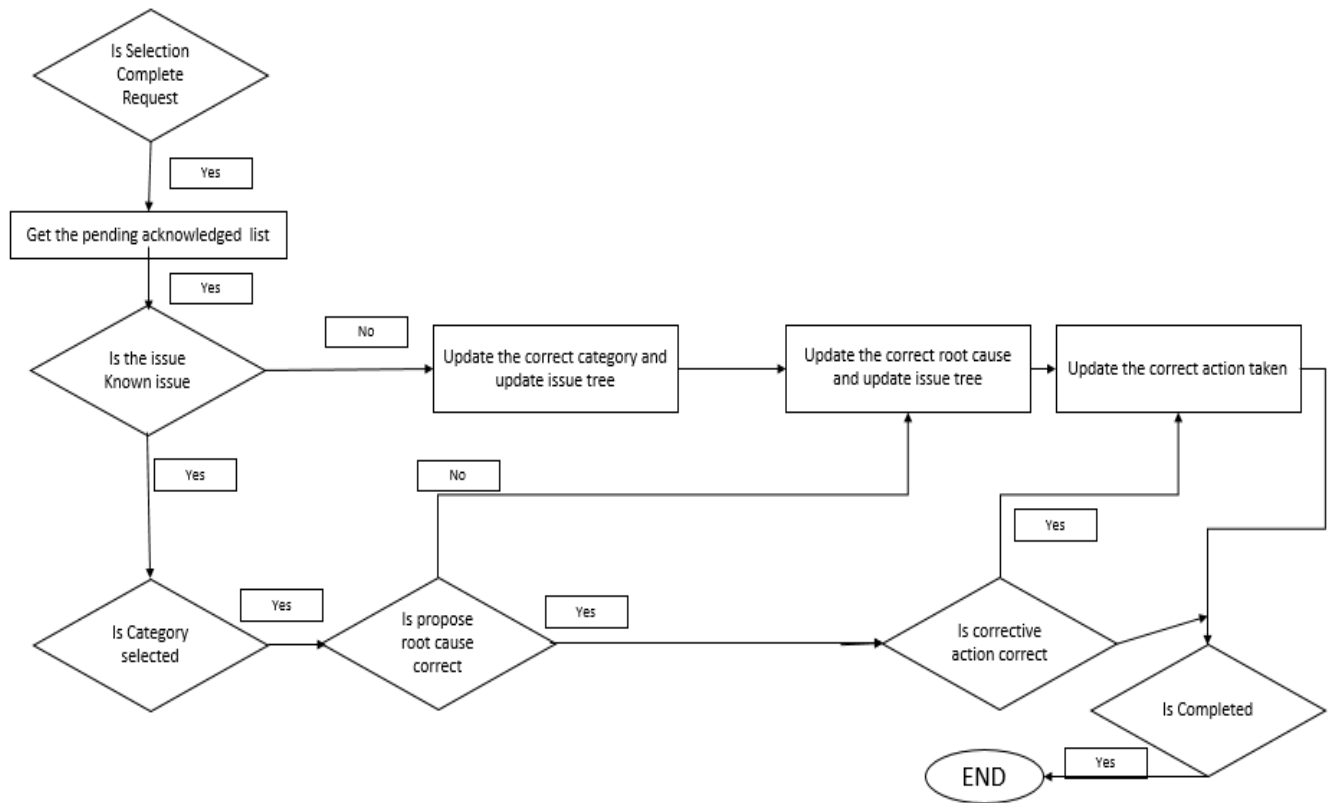 Is Selection
Complete
Request
Yes
Get the pending acknowledged list
Yes
Is the issue
Known issue
No
Update the correct category and
update issue tree
Update the correct root cause
and update issue tree
Update the correct action taken
Yes
No
Yes
Is Category
selected
Yes
Is propose
root cause
correct
Yes
Is corrective
action correct
Is Completed
Yes
END